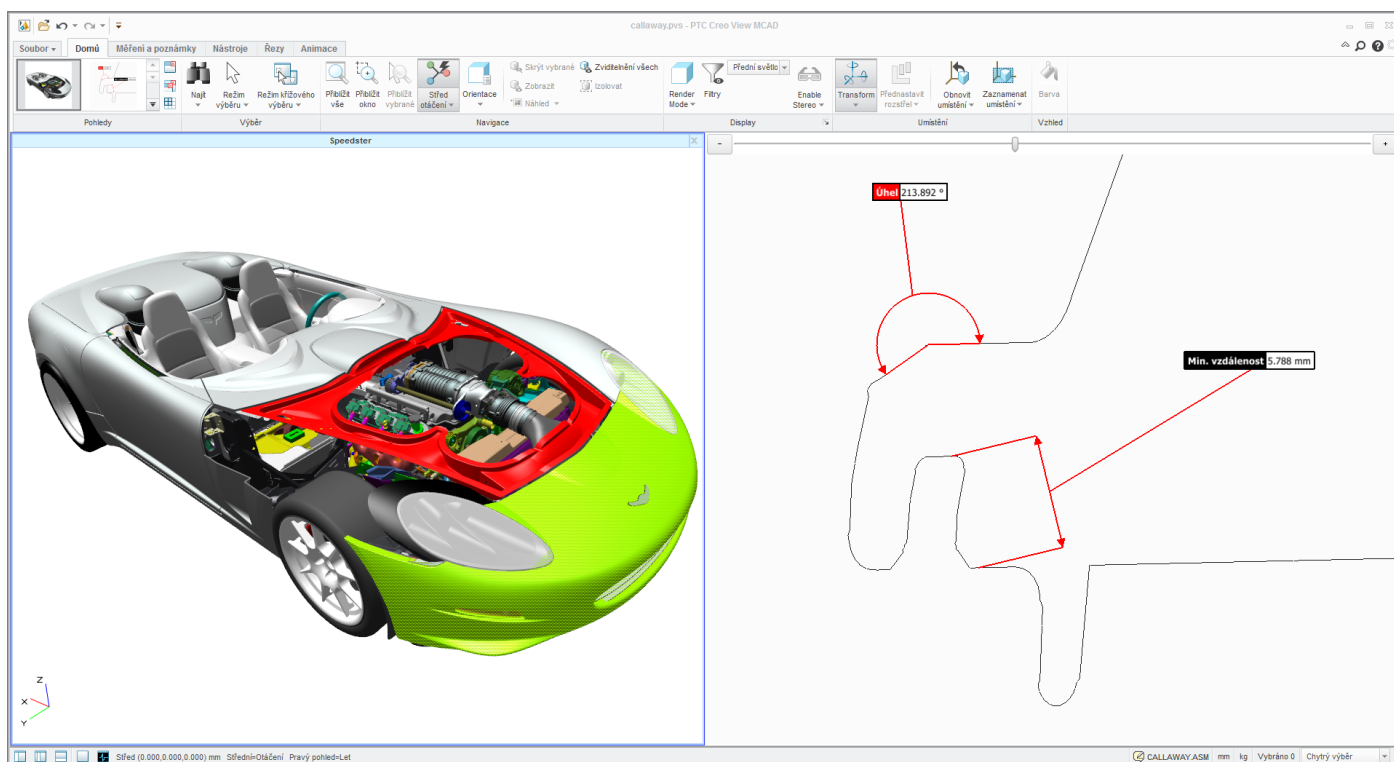 callaway.pvs - PTC Creo View MCAD
Soubor
Domů
Měření a poznámky
Nástroje
Řezy
Animace
Najít
Režim výběru
Režim křížového výběru
Přiblížit vše
Přiblížit okno
Přiblížit vybrané
Střed otáčení
Orientace
Skrýt vybrané
Zviditelnění všech
Zobrazit
Izolovat
Náhled
Render Mode
Filtry
Přední světlo
Enable Stereo
Transform
Přednastavit rozstřel
Obnovit umístění
Zaznamenat umístění
Barva
Pohledy
Výběr
Navigace
Display
Umístění
Vzhled
Speedster
Úhel 213.892 °
Min. vzdálenost 5.788 mm
Z
X
Y
Střed (0.000,0.000,0.000) mm Střední=Otáčení Pravý pohled=Let
CALLAWAY.ASM mm kg Vybráno 0 Chytrý výběr